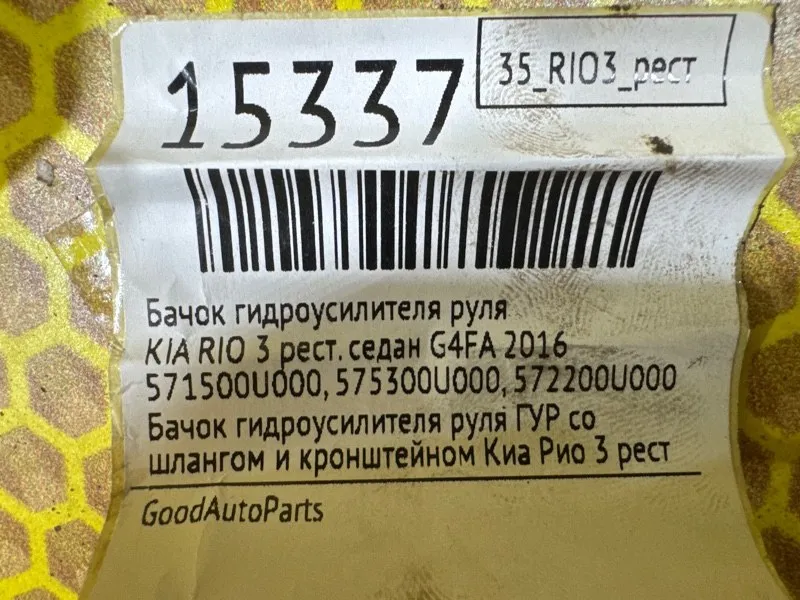 15337
35_RIO3_рест
Бачок гидроусилителя руля
KIA RIO 3 рест. седан G4FA 2016
571500U000, 575300U000, 572200U000
Бачок гидроусилителя руля ГУР со
шлангом и кронштейном Киа Рио 3 рест
GoodAutoParts